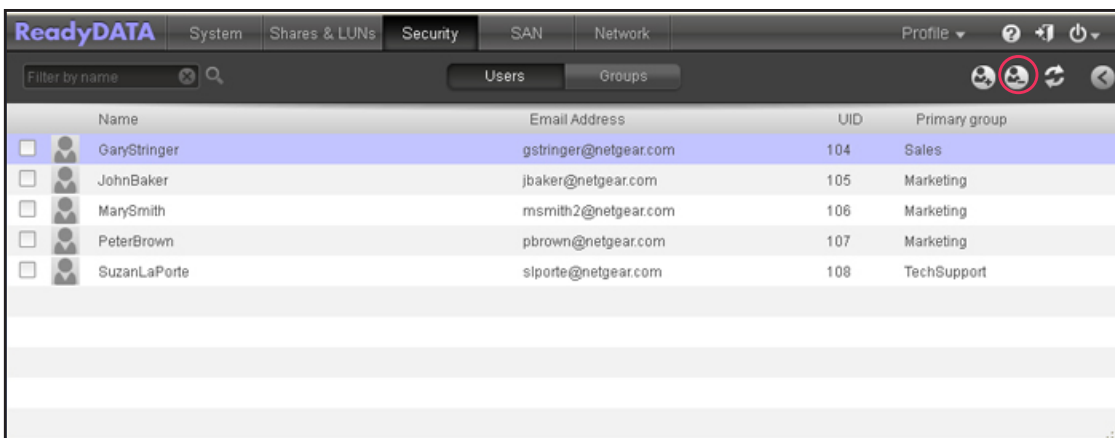 ReadyDATA System Shares & LUNs Security SAN Network Profile
Filter by name Users Groups
Name Email Address UID Primary group
GaryStringer gstringer@netgear.com 104 Sales
JohnBaker jbaker@netgear.com 105 Marketing
MarySmith msmith2@netgear.com 106 Marketing
PeterBrown pbrown@netgear.com 107 Marketing
SuzanLaPorte slporte@netgear.com 108 TechSupport